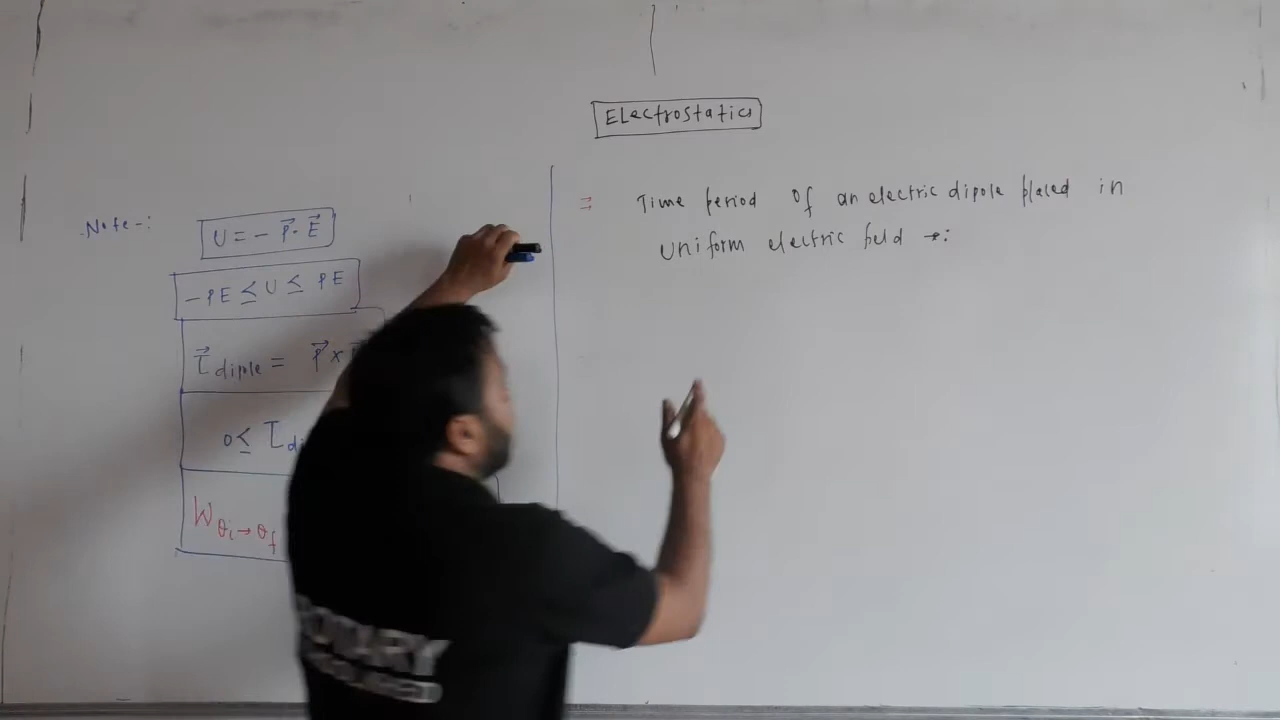 Electrostatics
Note -:
U = - P⃗ · E⃗
- PE ≤ U ≤ PE
τ⃗ dipole = P⃗ ×
0 ≤ τ
W θi → θf
= Time period of an electric dipole placed in
uniform electric field →: